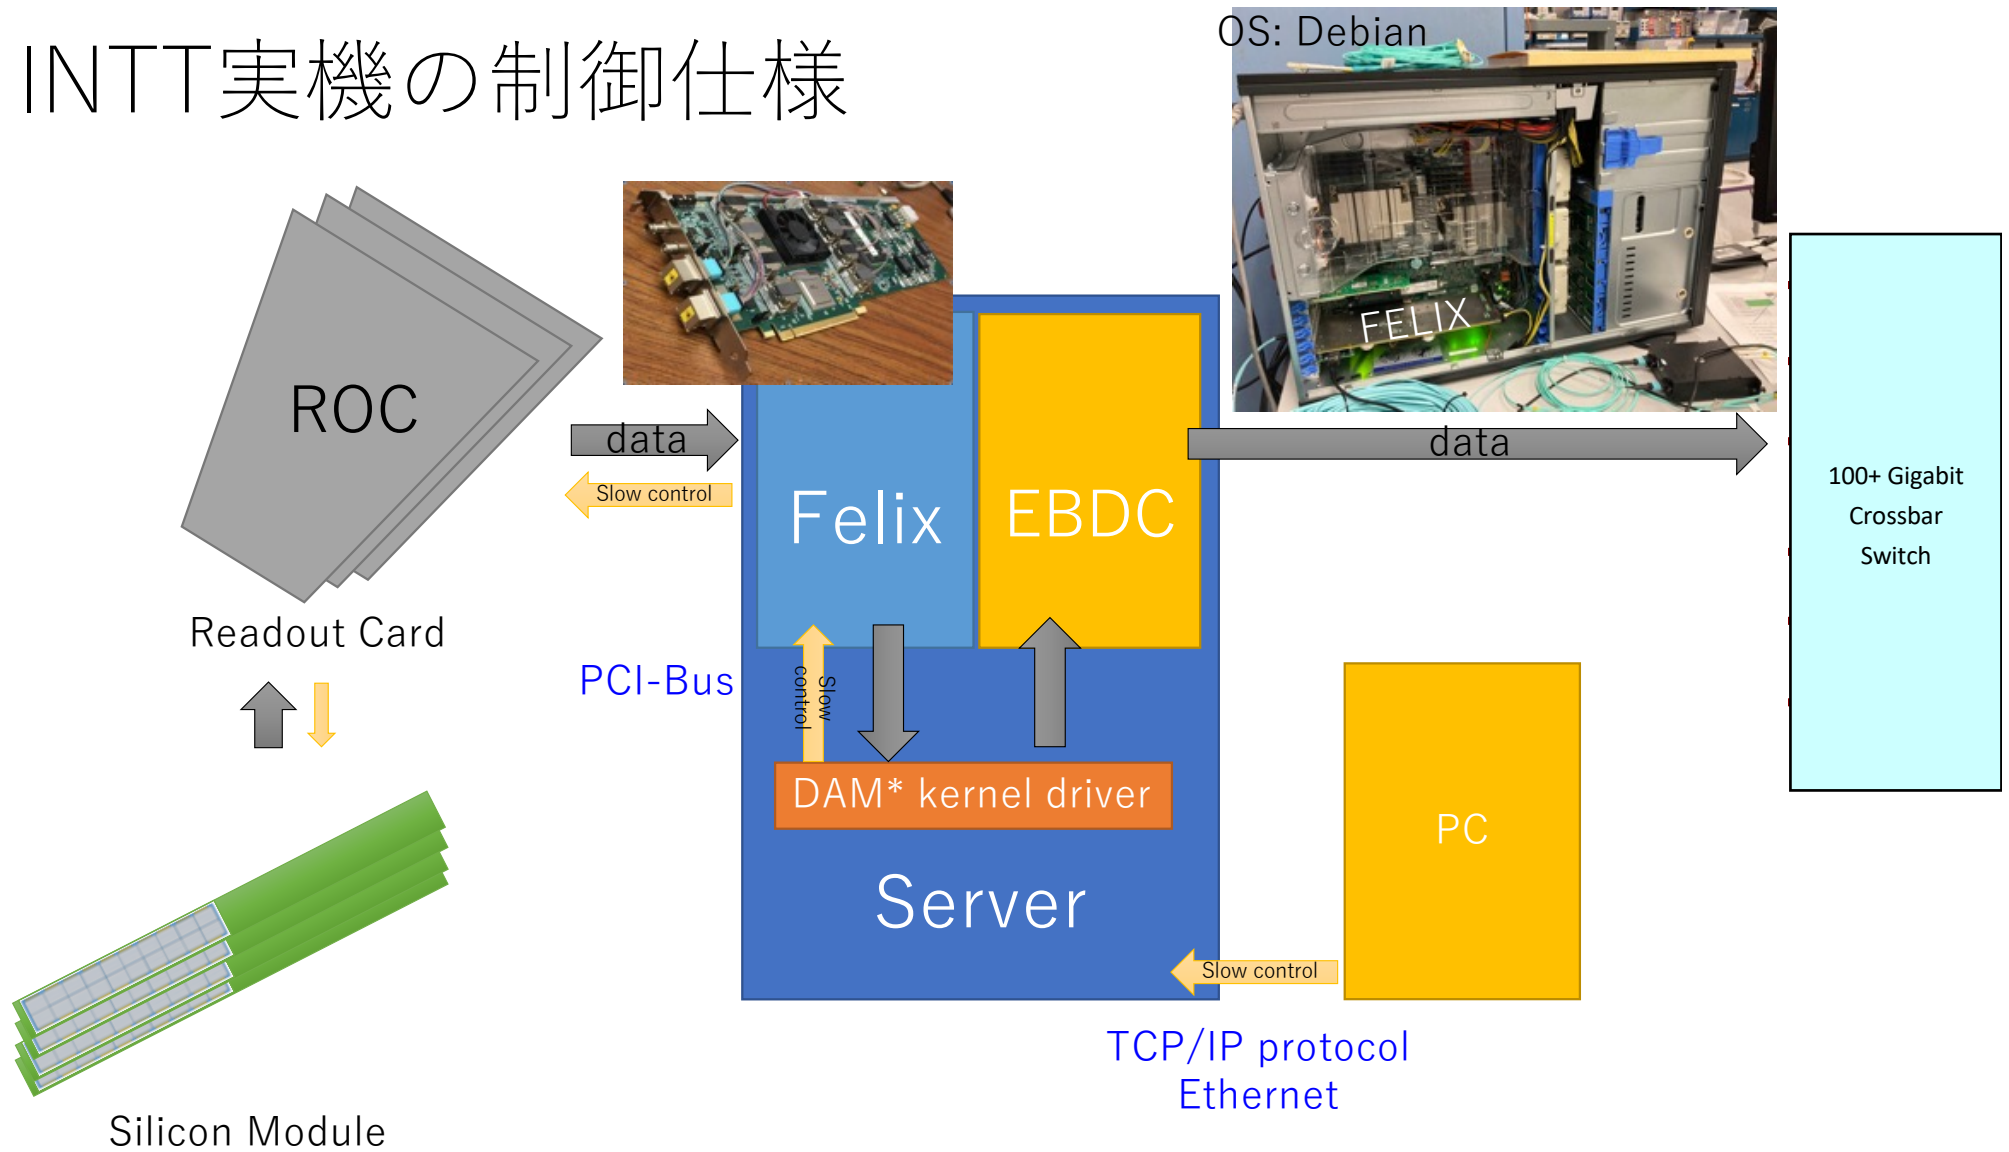 INTT実機の制御仕様
OS: Debian
FELIX
ROC
data
Slow control
Readout Card
Felix
EBDC
data
100+ Gigabit
Crossbar
Switch
PCI-Bus
Slow
control
DAM* kernel driver
Server
PC
Slow control
TCP/IP protocol
Ethernet
Silicon Module